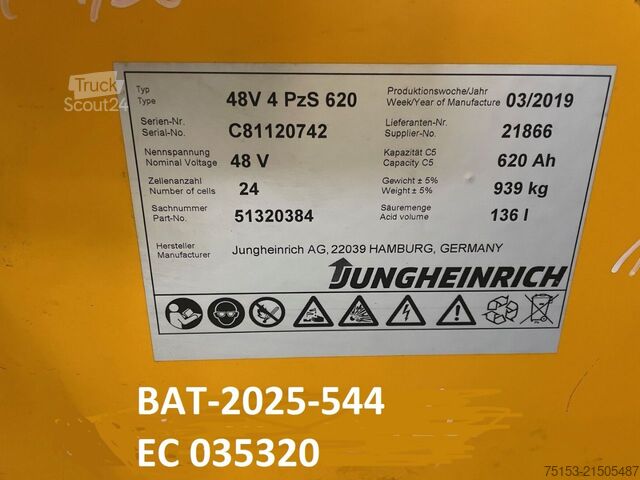 Truck
Scout24
Typ
Type
48V 4 PzS 620
Produktionswoche/Jahr
Week/Year of Manufacture
03/2019
Serien-Nr.
Serial-No.
C81120742
Lieferanten-Nr.
Supplier-No.
21866
Nennspannung
Nominal Voltage
48 V
Kapazität C5
Capacity C5
620 Ah
Zellenanzahl
Number of cells
24
Gewicht ± 5%
Weight ± 5%
939 kg
Sachnummer
Part-No.
51320384
Säuremenge
Acid volume
136 l
Hersteller
Manufacturer
Jungheinrich AG, 22039 HAMBURG, GERMANY
JUNGHEINRICH
BAT-2025-544
EC 035320
75153-21505487